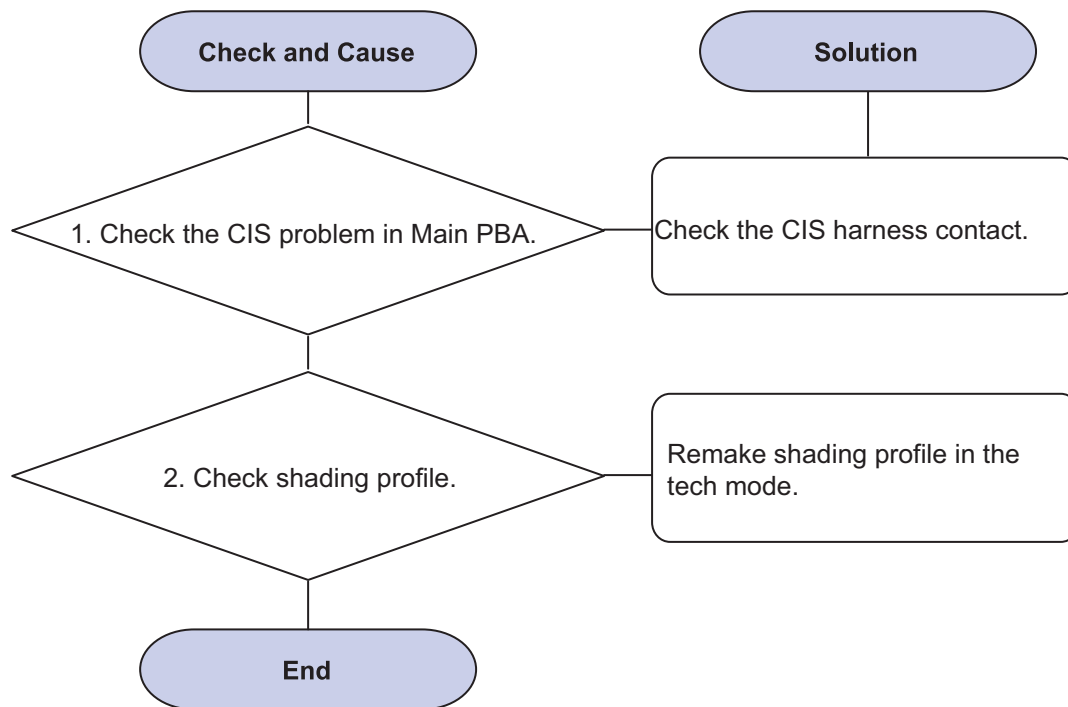 Check and Cause
Solution
1. Check the CIS problem in Main PBA.
Check the CIS harness contact.
2. Check shading profile.
Remake shading profile in the
tech mode.
End